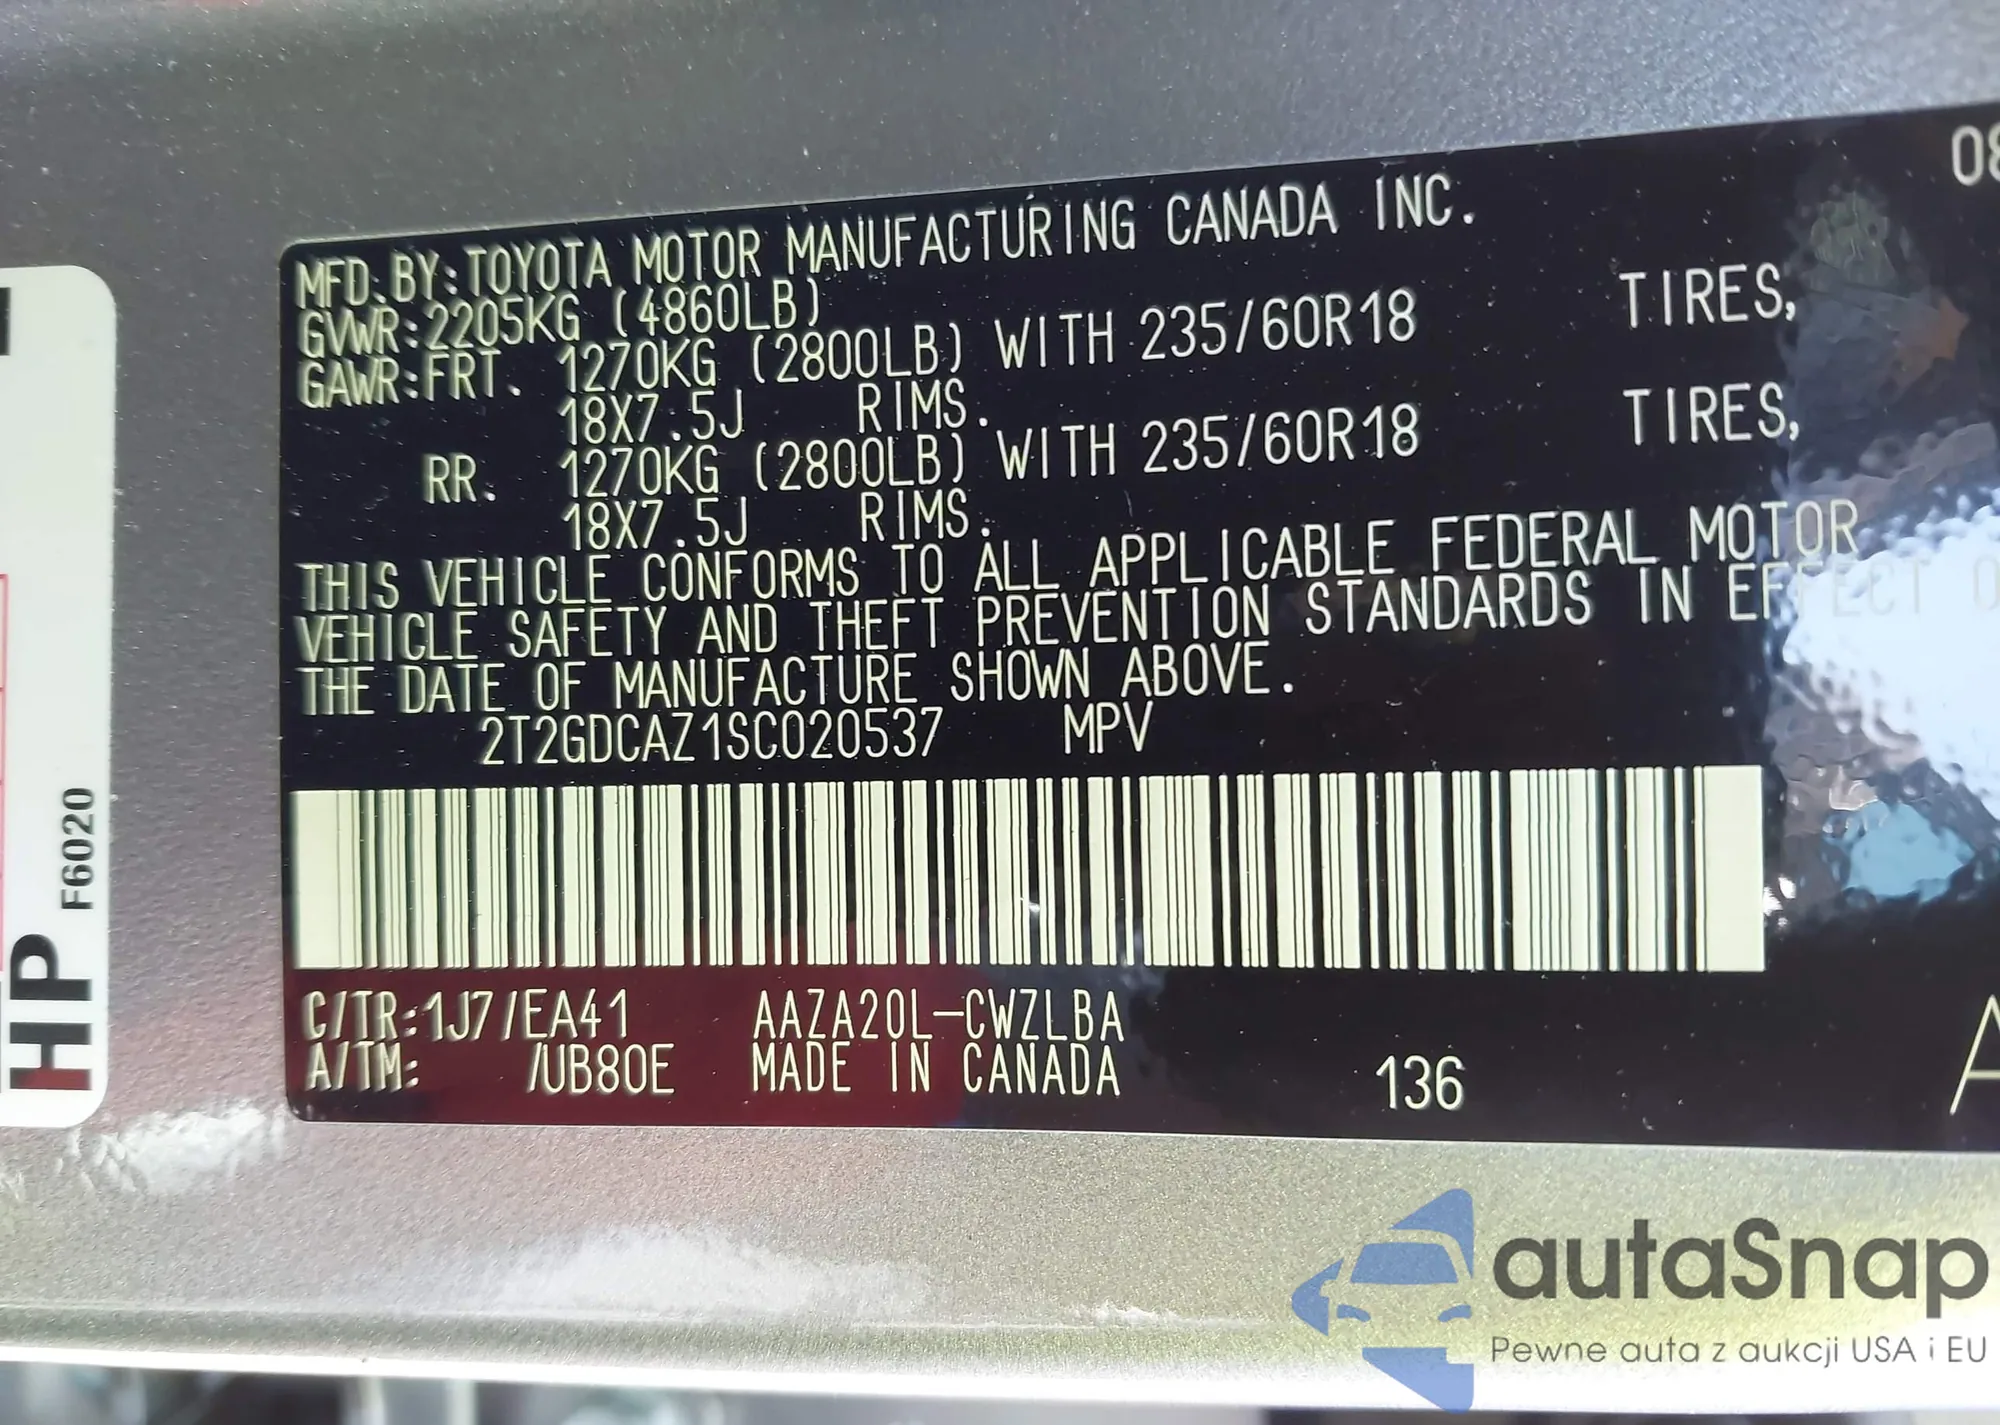 08
MFD.BY:TOYOTA MOTOR MANUFACTURING CANADA INC.
GVWR:2205KG (4860LB)
GAWR:FRT. 1270KG (2800LB) WITH 235/60R18 TIRES,
18X7.5J RIMS.
RR. 1270KG (2800LB) WITH 235/60R18 TIRES,
18X7.5J RIMS.
THIS VEHICLE CONFORMS TO ALL APPLICABLE FEDERAL MOTOR
VEHICLE SAFETY AND THEFT PREVENTION STANDARDS IN EFFECT O
THE DATE OF MANUFACTURE SHOWN ABOVE.
2T2GDCAZ1SC020537 MPV
C/TR:1J7/EA41 AAZA20L-CWZLBA
A/TM: /UB80E MADE IN CANADA 136
A
HP F6020
autaSnap
Pewne auta z aukcji USA i EU